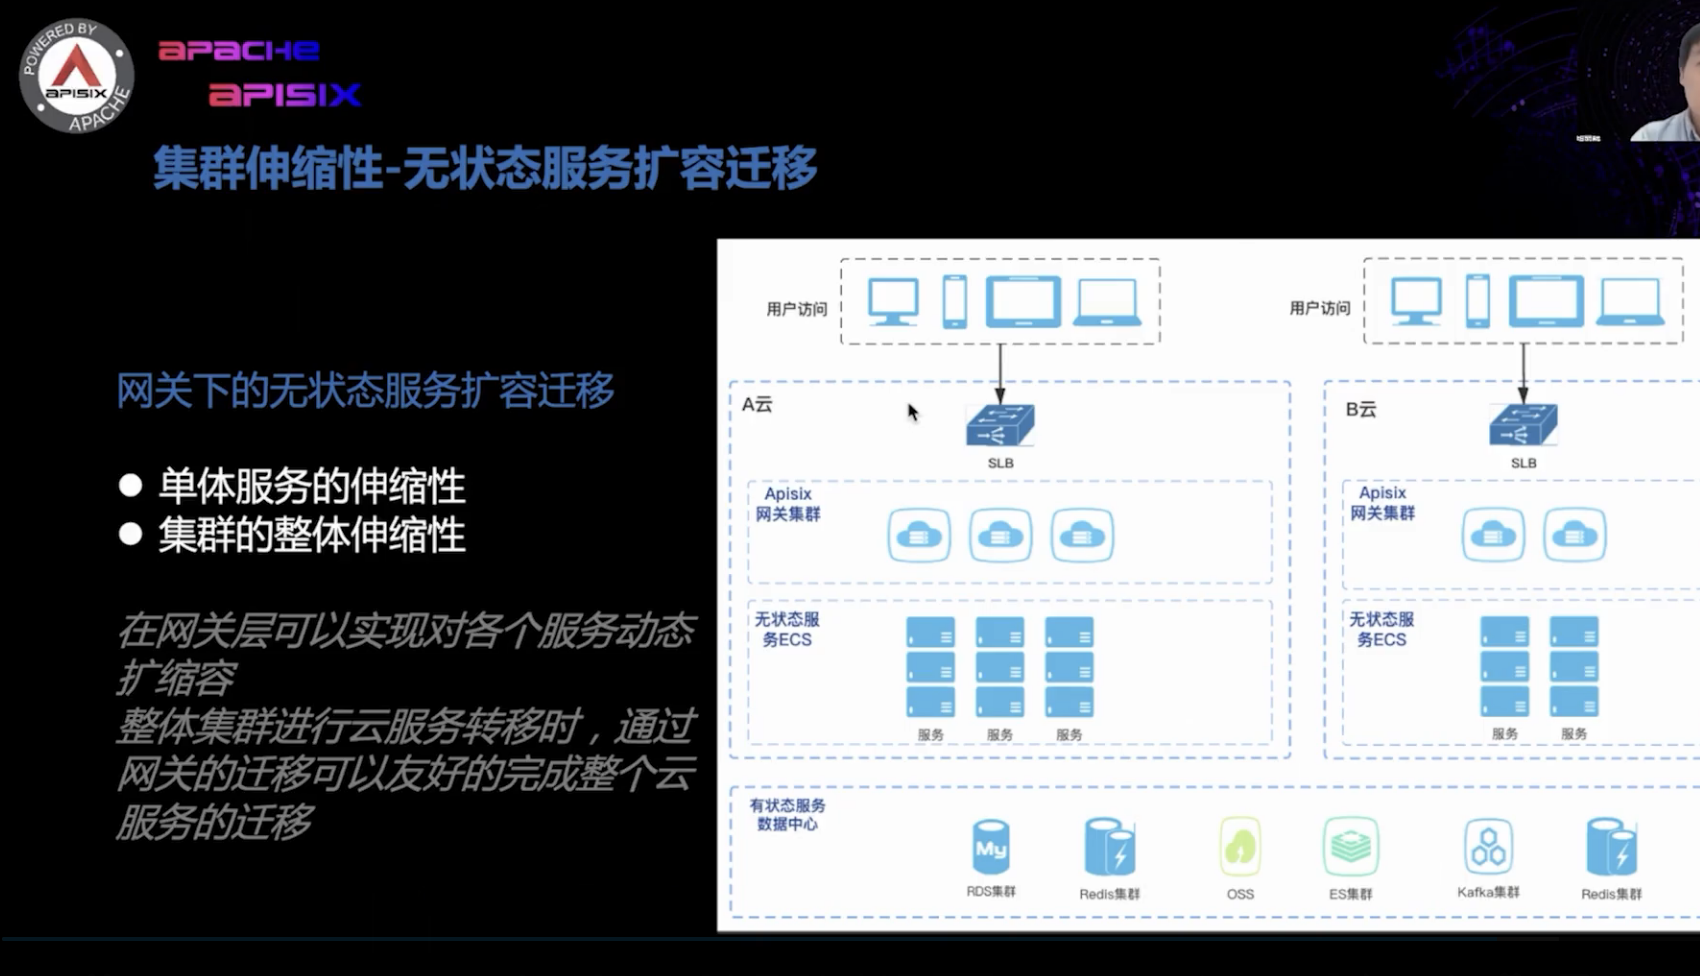 POWERED BY
APISIX
APACHE
APACHE
APISIX
集群伸缩性-无状态服务扩容迁移
网关下的无状态服务扩容迁移
● 单体服务的伸缩性
● 集群的整体伸缩性
在网关层可以实现对各个服务动态
扩缩容
整体集群进行云服务转移时，通过
网关的迁移可以友好的完成整个云
服务的迁移
用户访问
用户访问
A云
SLB
Apisix
网关集群
无状态服
务ECS
服务 服务 服务
B云
SLB
Apisix
网关集群
无状态服
务ECS
服务 服务
有状态服务
数据中心
My
RDS集群 Redis集群 OSS ES集群 Kafka集群 Redis集群